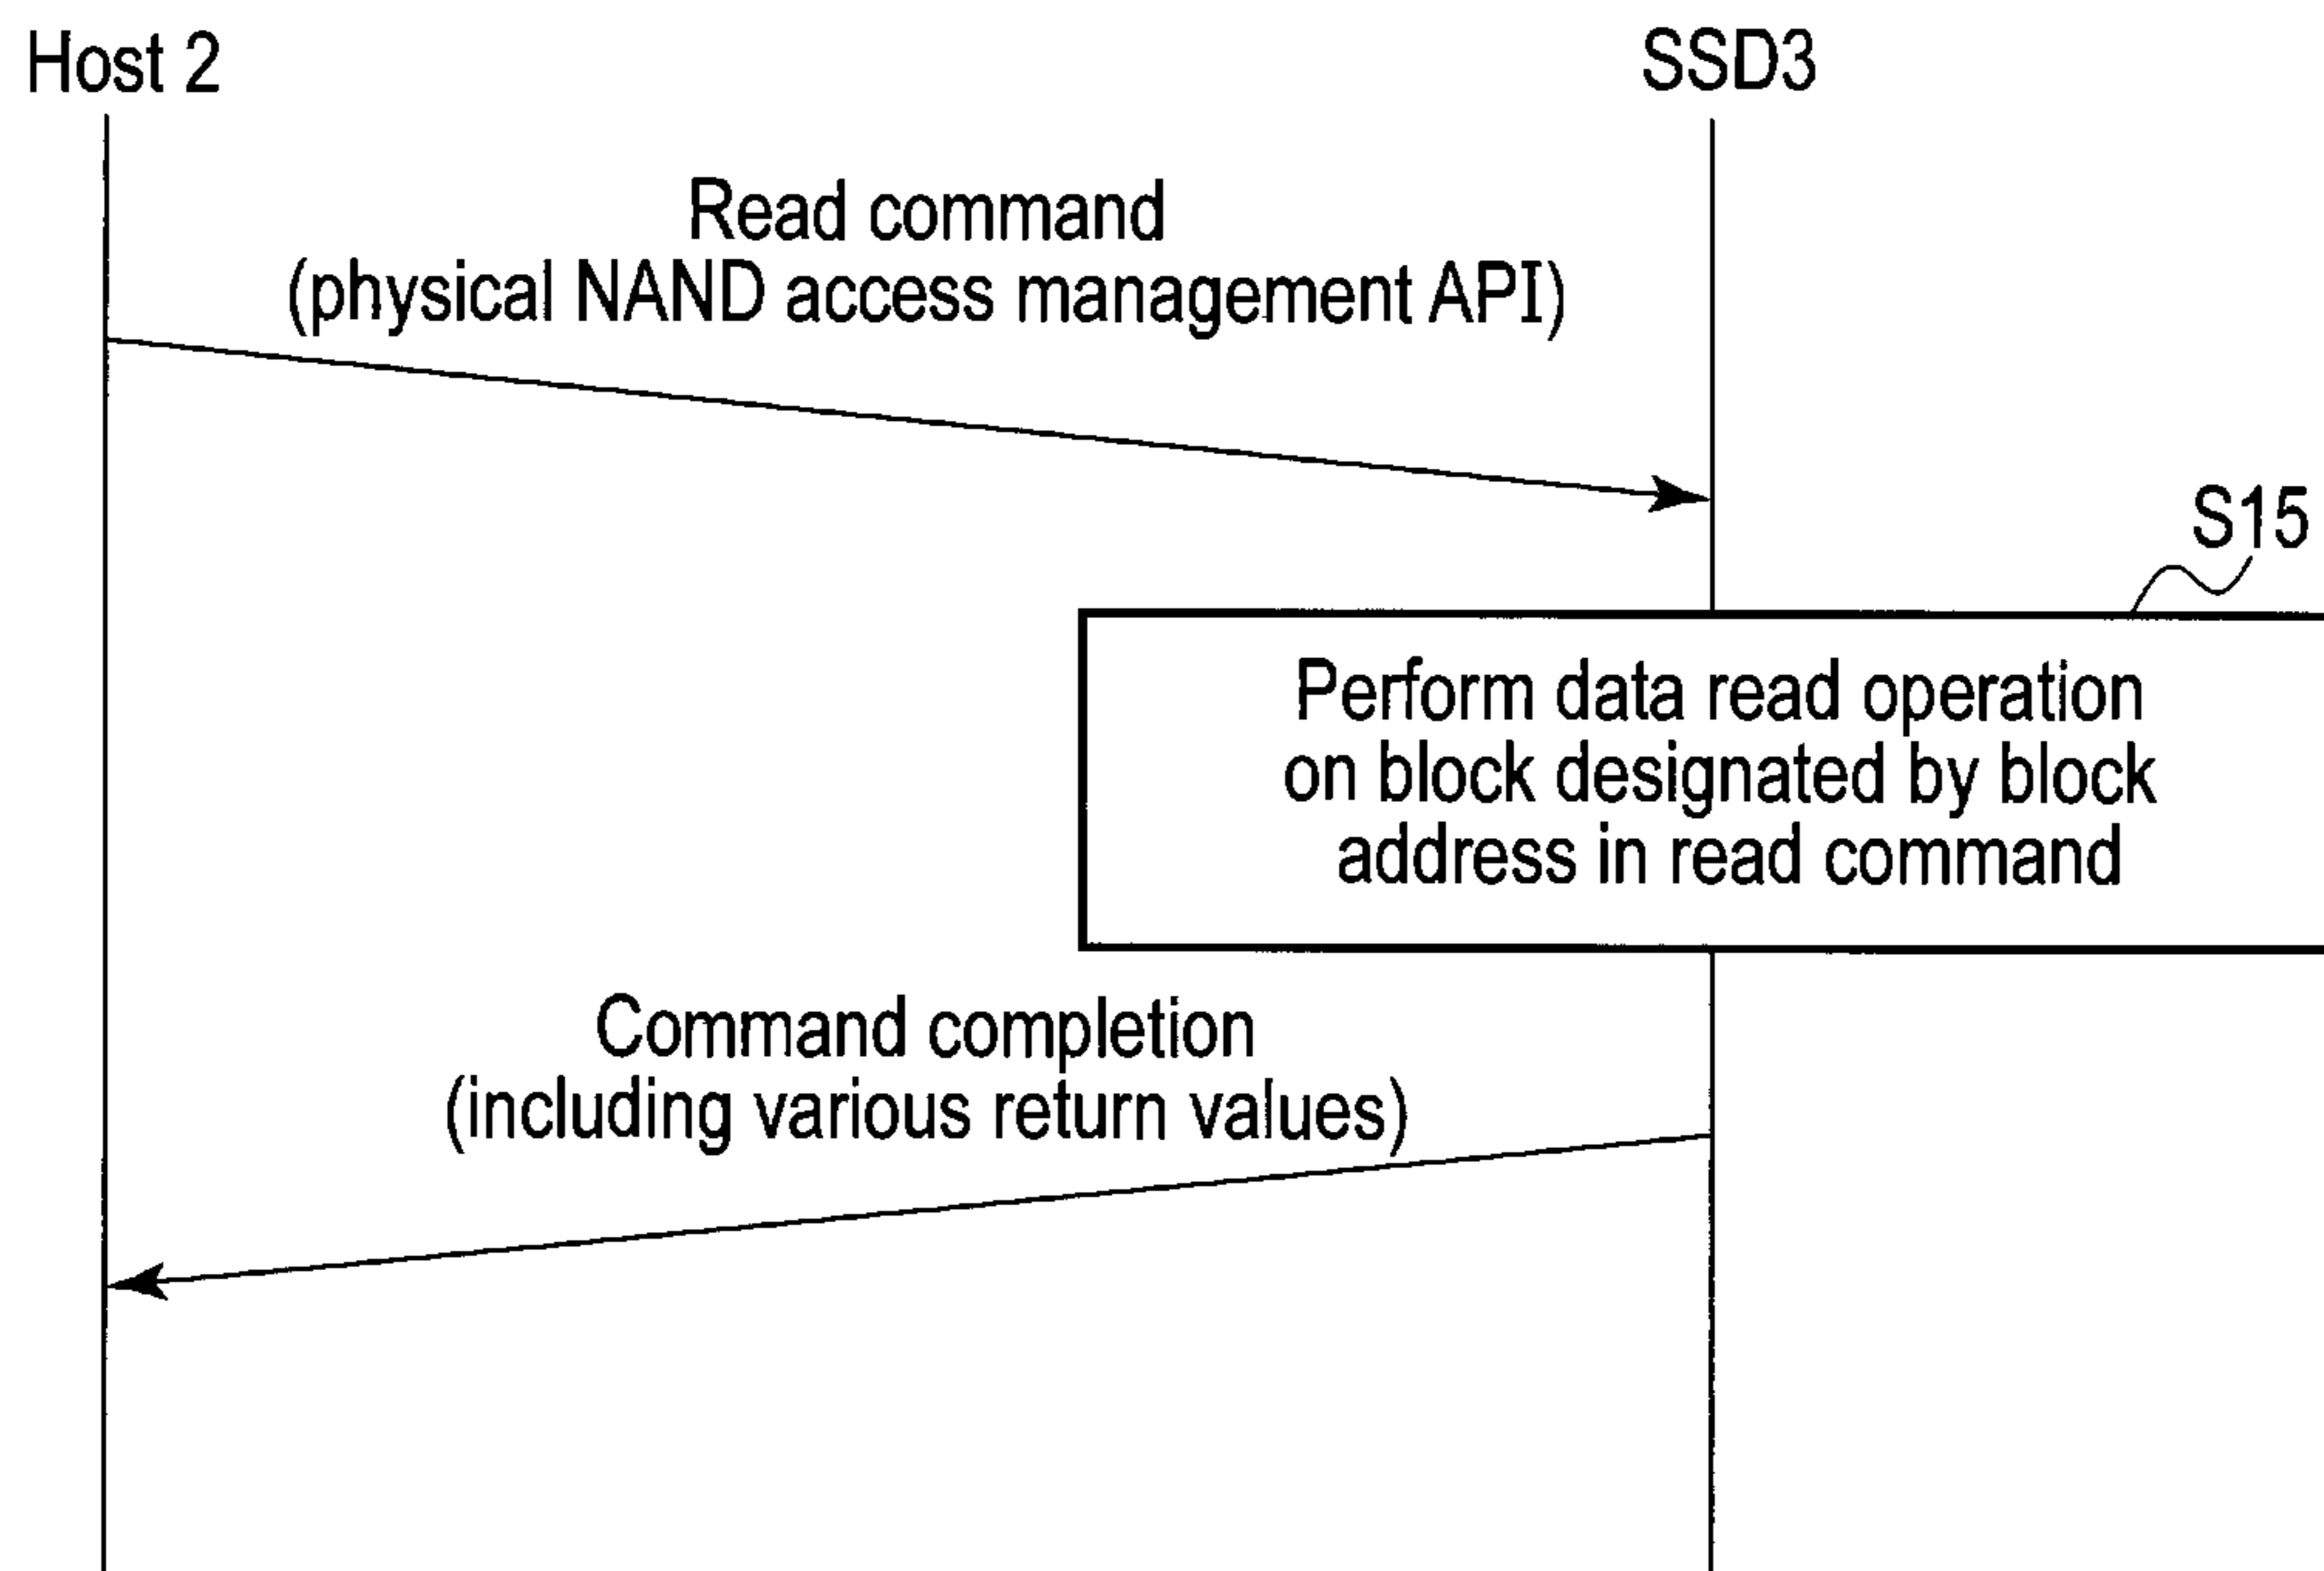 Host 2
SSD3
Read command
(physical NAND access management API)
S15
Perform data read operation
on block designated by block
address in read command
Command completion
(including various return values)